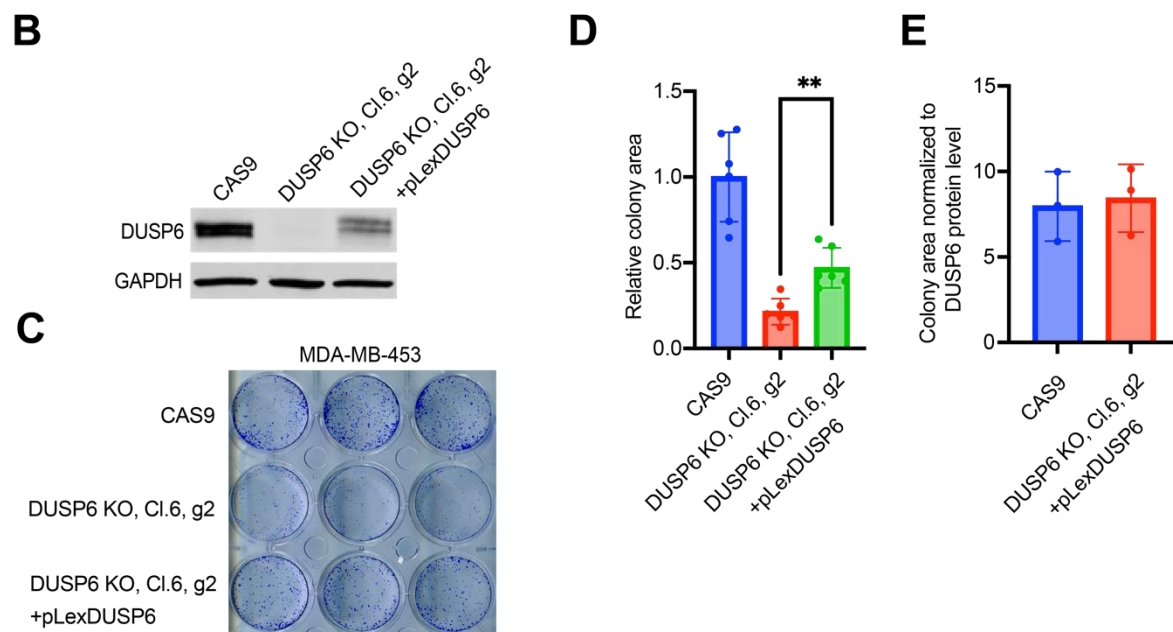 B
CAS9
DUSP6 KO, Cl.6, g2
DUSP6 KO, Cl.6, g2
+pLexDUSP6
DUSP6
GAPDH
C
MDA-MB-453
CAS9
DUSP6 KO, Cl.6, g2
DUSP6 KO, Cl.6, g2
+pLexDUSP6
D
Relative colony area
1.5
1.0
0.5
0.0
**
CAS9
DUSP6 KO, Cl.6, g2
DUSP6 KO, Cl.6, g2
+pLexDUSP6
E
Colony area normalized to
DUSP6 protein level
15
10
5
0
CAS9
DUSP6 KO, Cl.6, g2
+pLexDUSP6